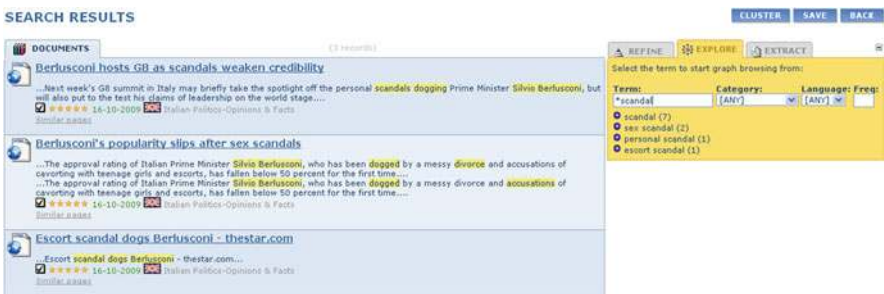 SEARCH RESULTS
CLUSTER SAVE BACK
DOCUMENTS
(3 records)
Berlusconi hosts G8 as scandals weaken credibility
...Next week's G8 summit in Italy may briefly take the spotlight off the personal scandals dogging Prime Minister Silvio Berlusconi, but
will also put to the test his claims of leadership on the world stage....
16-10-2009 Italian Politics-Opinions & Facts
Similar pages
Berlusconi's popularity slips after sex scandals
...The approval rating of Italian Prime Minister Silvio Berlusconi, who has been dogged by a messy divorce and accusations of
cavorting with teenage girls and escorts, has fallen below 50 percent for the first time....
...The approval rating of Italian Prime Minister Silvio Berlusconi, who has been dogged by a messy divorce and accusations of
cavorting with teenage girls and escorts, has fallen below 50 percent for the first time....
16-10-2009 Italian Politics-Opinions & Facts
Similar pages
Escort scandal dogs Berlusconi - thestar.com
...Escort scandal dogs Berlusconi - thestar.com...
16-10-2009 Italian Politics-Opinions & Facts
Similar pages
REFINE EXPLORE EXTRACT
Select the term to start graph browsing from:
Term: Category: Language: Freq:
*scandal [ANY] [ANY]
scandal (7)
sex scandal (2)
personal scandal (1)
escort scandal (1)